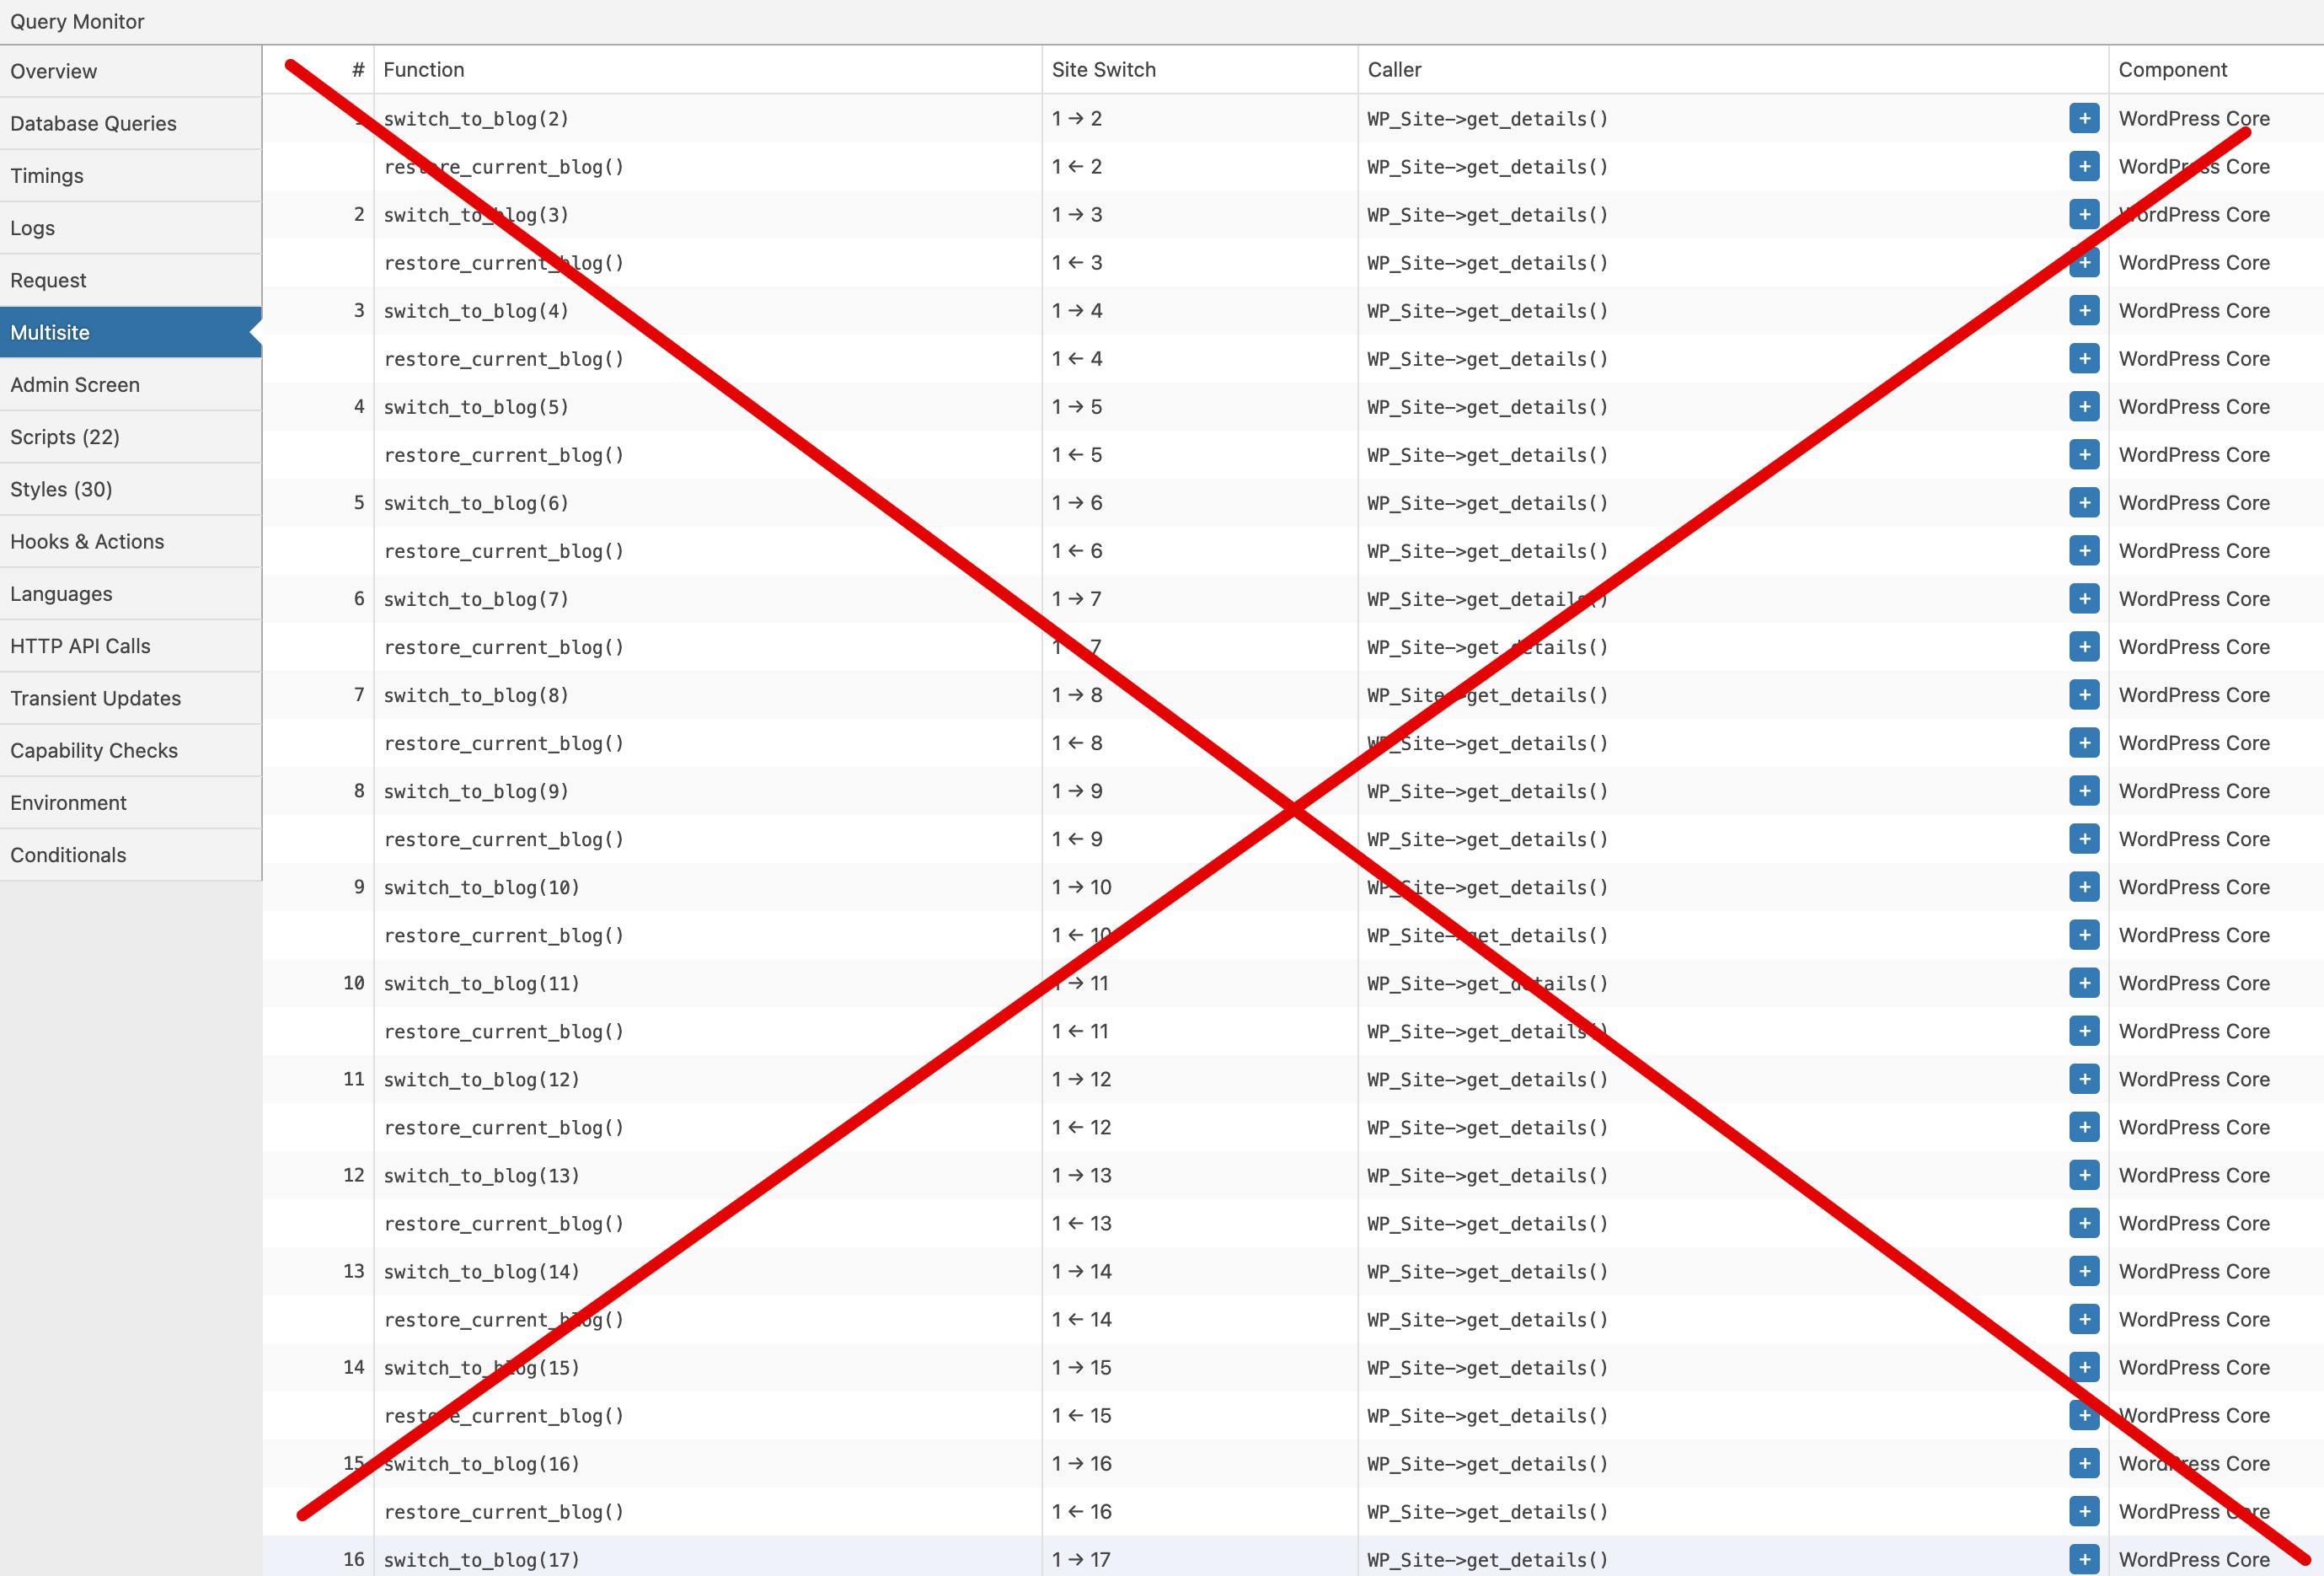 Query Monitor
Overview
Database Queries
Timings
Logs
Request
Multisite
Admin Screen
Scripts (22)
Styles (30)
Hooks & Actions
Languages
HTTP API Calls
Transient Updates
Capability Checks
Environment
Conditionals
# Function Site Switch Caller Component
switch_to_blog(2) 1 → 2 WP_Site->get_details() + WordPress Core
restore_current_blog() 1 ← 2 WP_Site->get_details() + WordPress Core
2 switch_to_blog(3) 1 → 3 WP_Site->get_details() + WordPress Core
restore_current_blog() 1 ← 3 WP_Site->get_details() + WordPress Core
3 switch_to_blog(4) 1 → 4 WP_Site->get_details() + WordPress Core
restore_current_blog() 1 ← 4 WP_Site->get_details() + WordPress Core
4 switch_to_blog(5) 1 → 5 WP_Site->get_details() + WordPress Core
restore_current_blog() 1 ← 5 WP_Site->get_details() + WordPress Core
5 switch_to_blog(6) 1 → 6 WP_Site->get_details() + WordPress Core
restore_current_blog() 1 ← 6 WP_Site->get_details() + WordPress Core
6 switch_to_blog(7) 1 → 7 WP_Site->get_details() + WordPress Core
restore_current_blog() 1 7 WP_Site->get_details() + WordPress Core
7 switch_to_blog(8) 1 → 8 WP_Site->get_details() + WordPress Core
restore_current_blog() 1 ← 8 WP_Site->get_details() + WordPress Core
8 switch_to_blog(9) 1 → 9 WP_Site->get_details() + WordPress Core
restore_current_blog() 1 ← 9 WP_Site->get_details() + WordPress Core
9 switch_to_blog(10) 1 → 10 WP_Site->get_details() + WordPress Core
restore_current_blog() 1 ← 10 WP_Site->get_details() + WordPress Core
10 switch_to_blog(11) 1 → 11 WP_Site->get_details() + WordPress Core
restore_current_blog() 1 ← 11 WP_Site->get_details() + WordPress Core
11 switch_to_blog(12) 1 → 12 WP_Site->get_details() + WordPress Core
restore_current_blog() 1 ← 12 WP_Site->get_details() + WordPress Core
12 switch_to_blog(13) 1 → 13 WP_Site->get_details() + WordPress Core
restore_current_blog() 1 ← 13 WP_Site->get_details() + WordPress Core
13 switch_to_blog(14) 1 → 14 WP_Site->get_details() + WordPress Core
restore_current_blog() 1 ← 14 WP_Site->get_details() + WordPress Core
14 switch_to_blog(15) 1 → 15 WP_Site->get_details() + WordPress Core
restore_current_blog() 1 ← 15 WP_Site->get_details() + WordPress Core
15 switch_to_blog(16) 1 → 16 WP_Site->get_details() + WordPress Core
restore_current_blog() 1 ← 16 WP_Site->get_details() + WordPress Core
16 switch_to_blog(17) 1 → 17 WP_Site->get_details() + WordPress Core